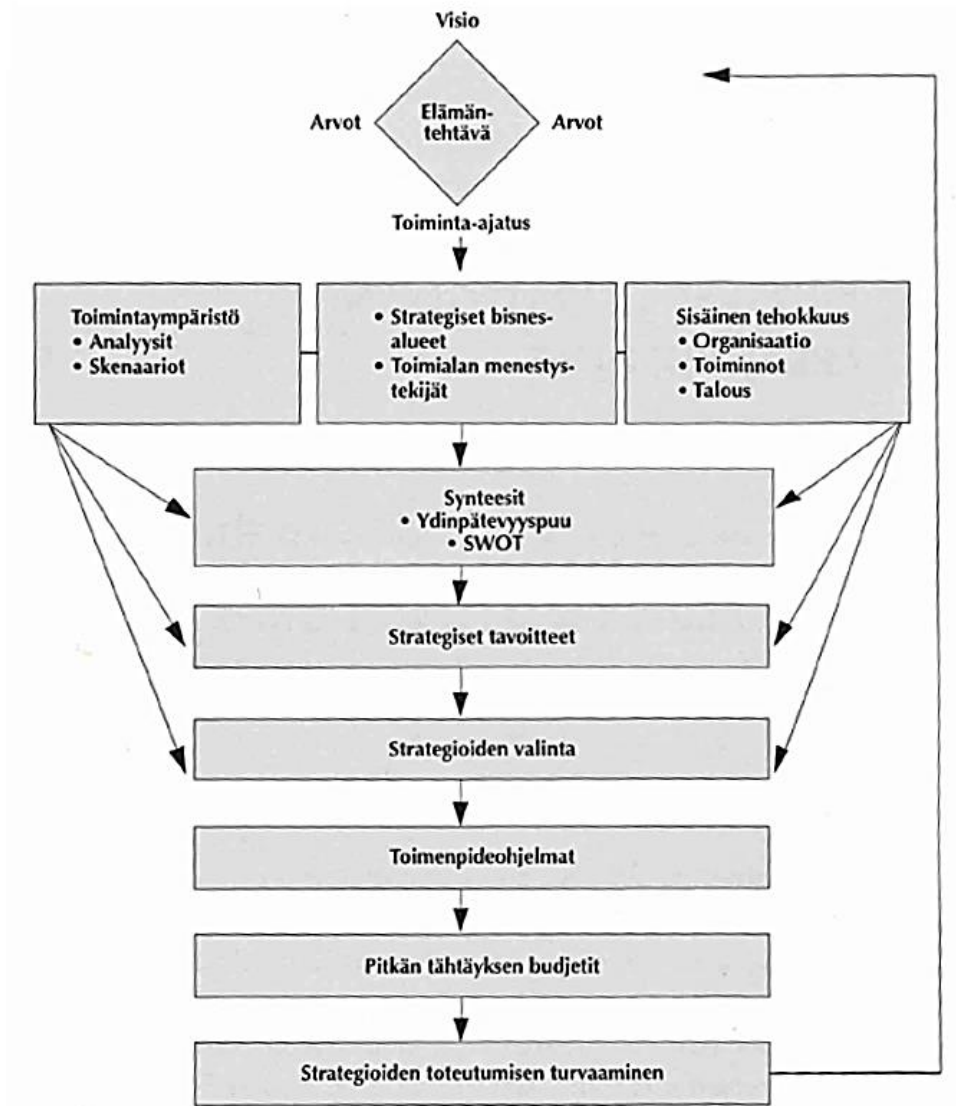 Visio
Arvot
Elämän-
tehtävä
Arvot
Toiminta-ajatus
Toimintaympäristö
• Analyysit
• Skenaariot
• Strategiset bisnes-
alueet
• Toimialan menestys-
tekijät
Sisäinen tehokkuus
• Organisaatio
• Toiminnot
• Talous
Synteesit
• Ydinpätevyyspuu
• SWOT
Strategiset tavoitteet
Strategioiden valinta
Toimenpideohjelmat
Pitkän tähtäyksen budjetit
Strategioiden toteutumisen turvaaminen